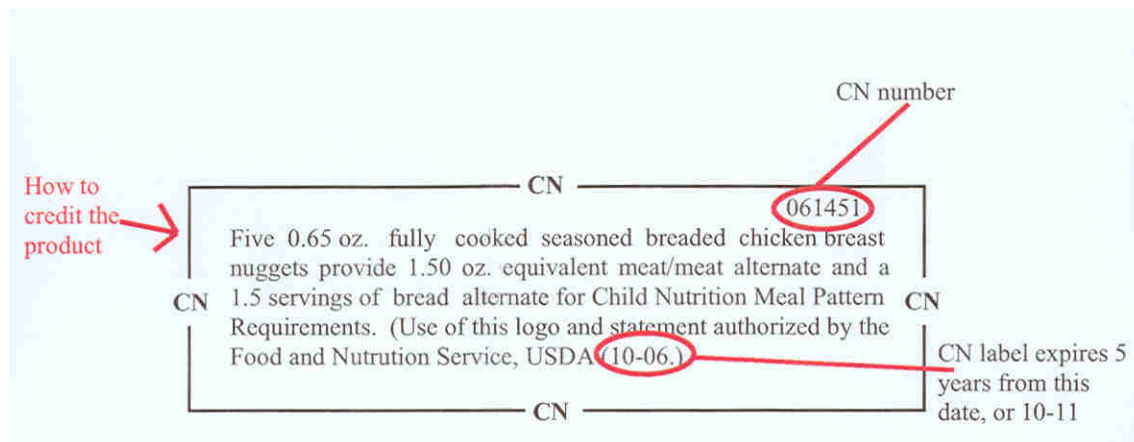 CN number
How to
credit the
product
CN
061451
Five 0.65 oz. fully cooked seasoned breaded chicken breast
nuggets provide 1.50 oz. equivalent meat/meat alternate and a
1.5 servings of bread alternate for Child Nutrition Meal Pattern
Requirements. (Use of this logo and statement authorized by the
Food and Nutrution Service, USDA (10-06.)
CN
CN
CN
CN label expires 5
years from this
date, or 10-11